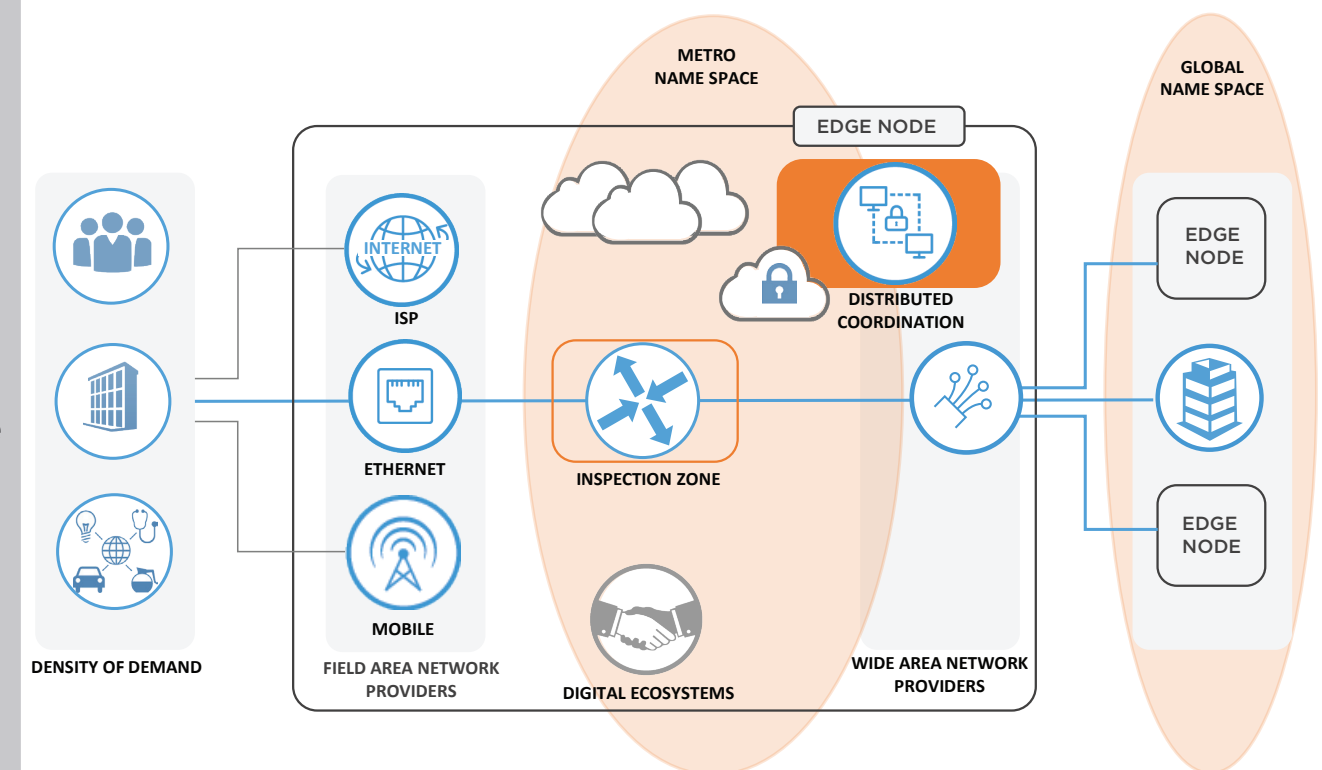 METRO
NAME SPACE
GLOBAL
NAME SPACE
EDGE NODE
INTERNET
ISP
DISTRIBUTED
COORDINATION
EDGE
NODE
ETHERNET
INSPECTION ZONE
EDGE
NODE
MOBILE
DENSITY OF DEMAND
FIELD AREA NETWORK
PROVIDERS
DIGITAL ECOSYSTEMS
WIDE AREA NETWORK
PROVIDERS